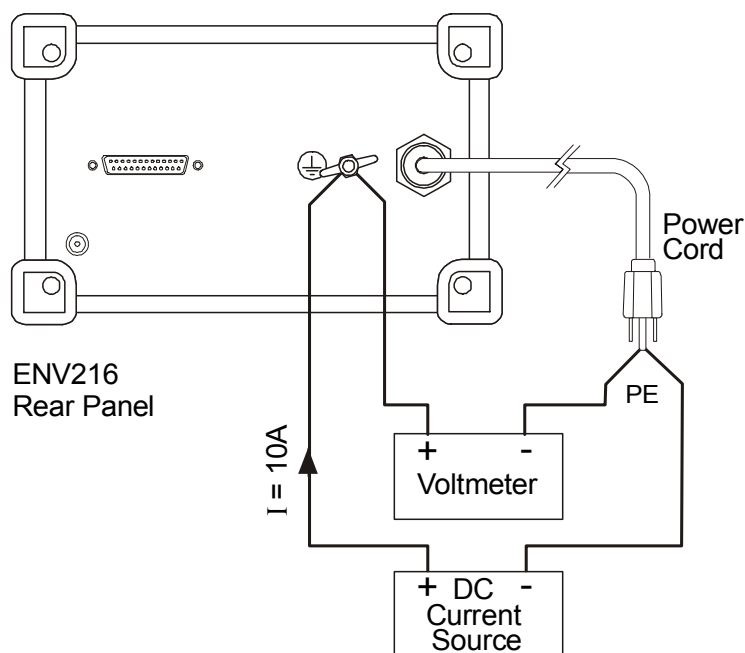 Power
Cord
ENV216
Rear Panel
PE
I = 10A
+ -
Voltmeter
+ DC -
Current
Source